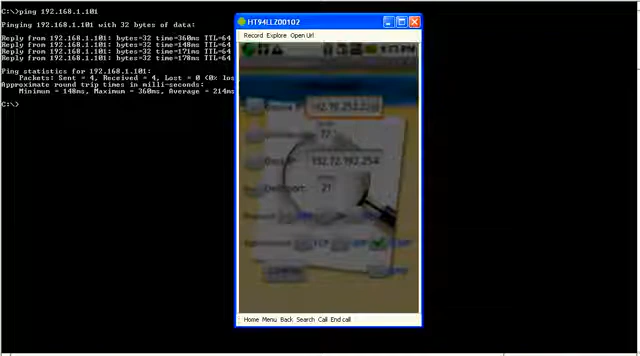 C:\>ping 192.168.1.101
Pinging 192.168.1.101 with 32 bytes of data:
Reply from 192.168.1.101: bytes=32 time=360ms TTL=64
Reply from 192.168.1.101: bytes=32 time=148ms TTL=64
Reply from 192.168.1.101: bytes=32 time=171ms TTL=64
Reply from 192.168.1.101: bytes=32 time=178ms TTL=64
Ping statistics for 192.168.1.101:
Packets: Sent = 4, Received = 4, Lost = 0 (0% los
Approximate round trip times in milli-seconds:
Minimum = 148ms, Maximum = 360ms, Average = 214ms
C:\>
HT94LLZ00102
Record Explore Open Url
port:
21
Home Menu Back Search Call End call